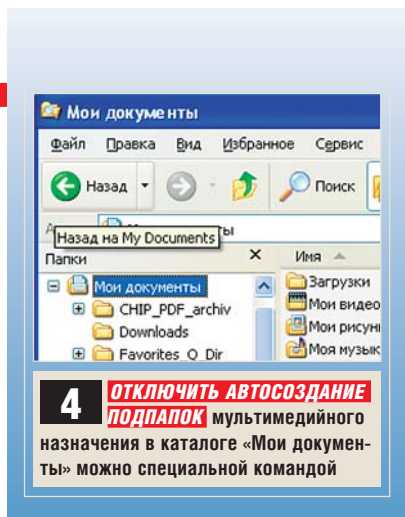 Мои документы
Файл Правка Вид Избранное Сервис
Назад Поиск
Назад на My Documents ты
Папки × Имя
Мои документы Загрузки
CHIP_PDF_archiv Мои видео
Downloads Мои рисун
Favorites_Q_Dir Моя музык
4 ОТКЛЮЧИТЬ АВТОСОЗДАНИЕ
ПОДПАПОК мультимедийного
назначения в каталоге «Мои докумен-
ты» можно специальной командой